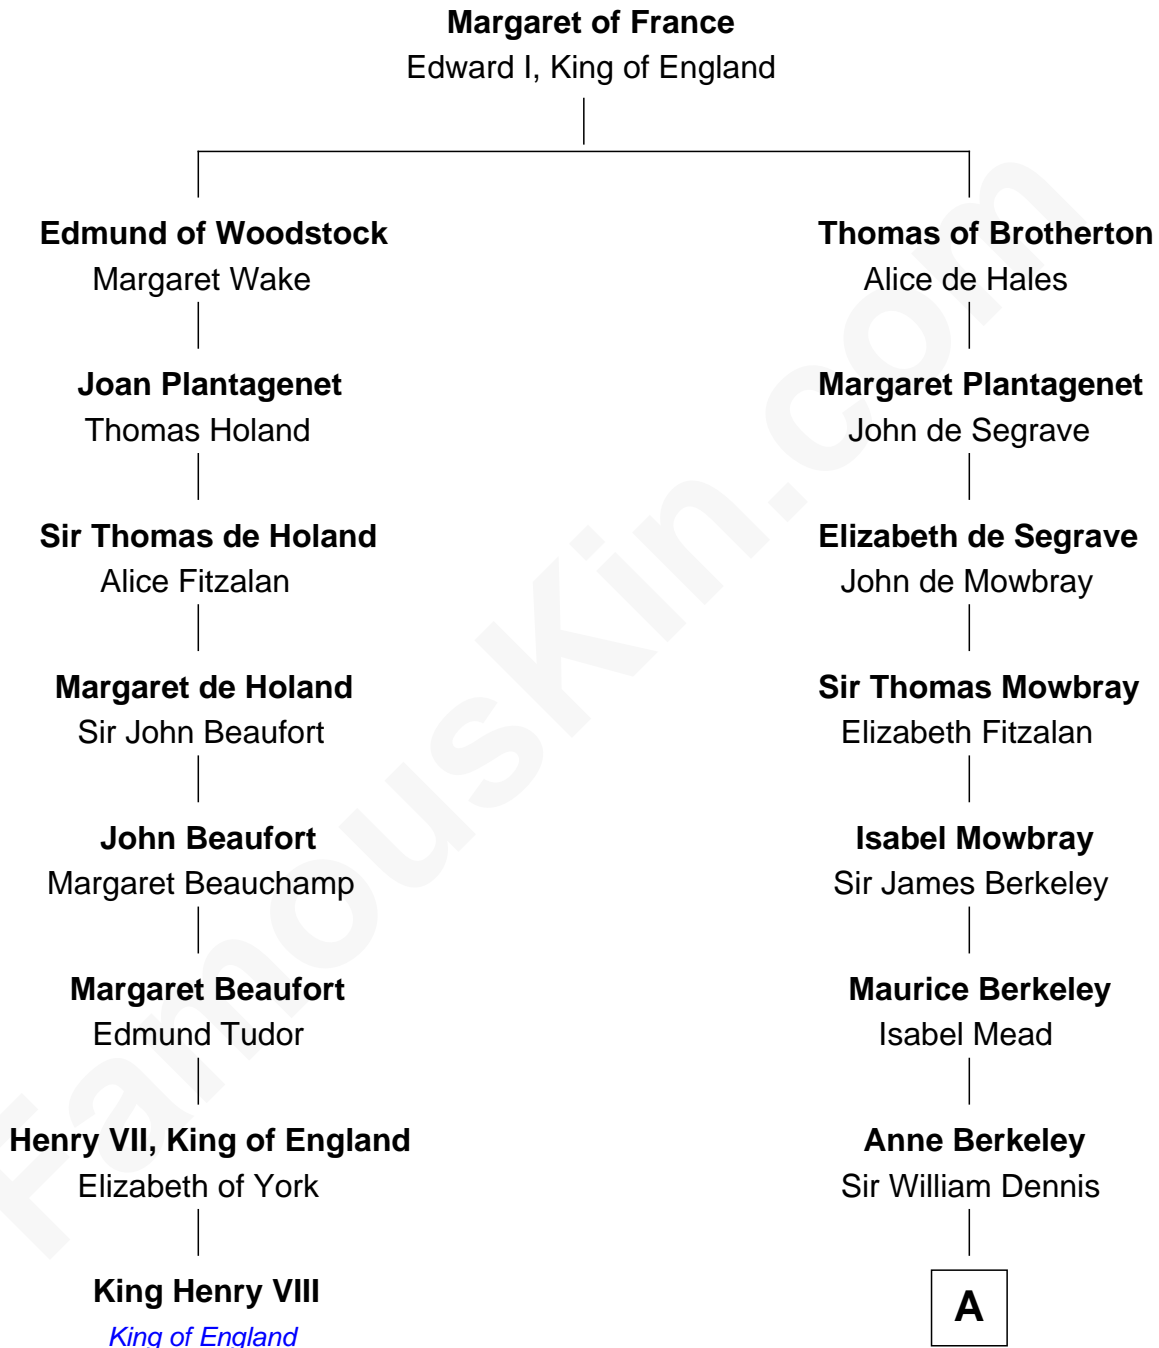 Margaret of France
Edward I, King of England
Edmund of Woodstock
Margaret Wake
Joan Plantagenet
Thomas Holand
Sir Thomas de Holand
Alice Fitzalan
Margaret de Holand
Sir John Beaufort
John Beaufort
Margaret Beauchamp
Margaret Beaufort
Edmund Tudor
Henry VII, King of England
Elizabeth of York
King Henry VIII
King of England
Thomas of Brotherton
Alice de Hales
Margaret Plantagenet
John de Segrave
Elizabeth de Segrave
John de Mowbray
Sir Thomas Mowbray
Elizabeth Fitzalan
Isabel Mowbray
Sir James Berkeley
Maurice Berkeley
Isabel Mead
Anne Berkeley
Sir William Dennis
A
FamousKin.com